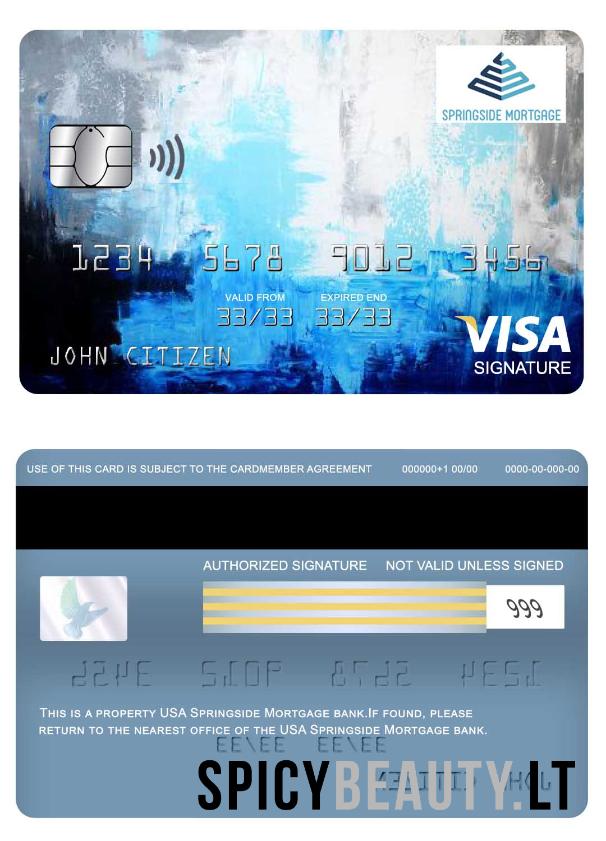 SPRINGSIDE MORTGAGE
1234 5678 9012 3456
VALID FROM EXPIRED END
33/33 33/33
JOHN CITIZEN
VISA
SIGNATURE
USE OF THIS CARD IS SUBJECT TO THE CARDMEMBER AGREEMENT 000000+1 00/00 0000-00-000-00
AUTHORIZED SIGNATURE NOT VALID UNLESS SIGNED
999
THIS IS A PROPERTY USA SPRINGSIDE MORTGAGE BANK.IF FOUND, PLEASE
RETURN TO THE NEAREST OFFICE OF THE USA SPRINGSIDE MORTGAGE BANK.
SPICYBEAUTY.LT